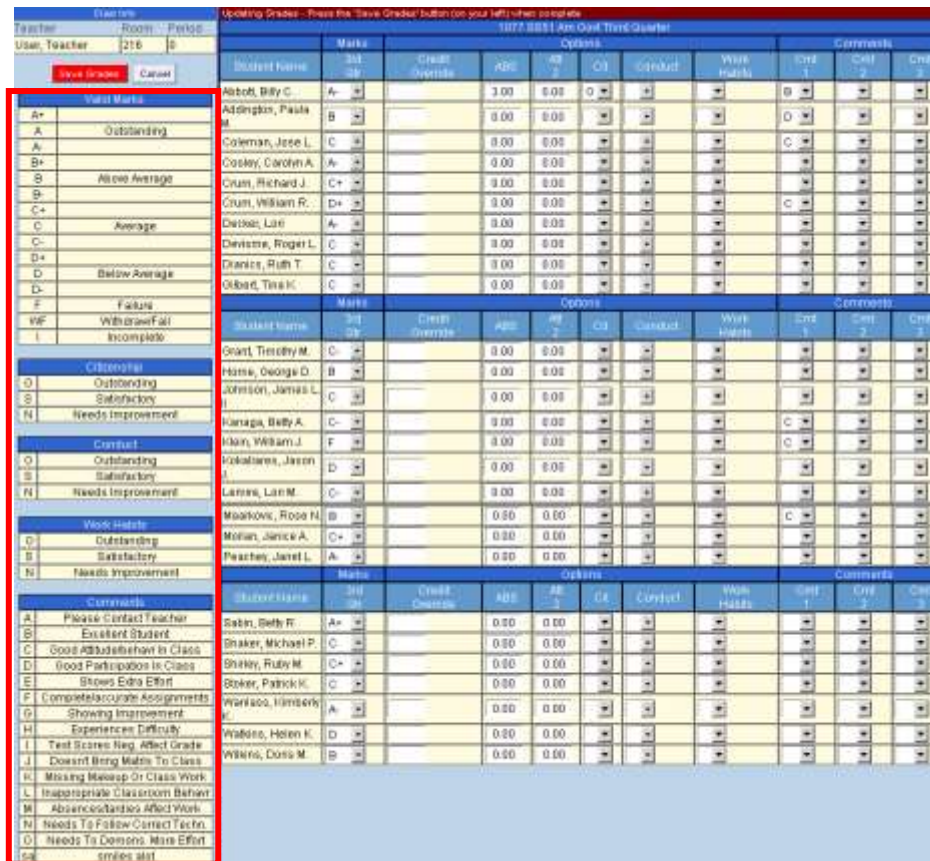 Class Info
Teacher Room Period
User, Teacher 216 0
Save Grades Cancel
Valid Marks
A+
A Outstanding
A-
B+
B Above Average
B-
C+
C Average
C-
D+
D Below Average
D-
F Failure
WF Withdraw/Fail
I Incomplete
Citizenship
O Outstanding
S Satisfactory
N Needs Improvement
Conduct
O Outstanding
S Satisfactory
N Needs Improvement
Work Habits
O Outstanding
S Satisfactory
N Needs Improvement
Comments
A Please Contact Teacher
B Excellent Student
C Good Attitude/behavr In Class
D Good Participation In Class
E Shows Extra Effort
F Complete/accurate Assignments
G Showing Improvement
H Experiences Difficulty
I Test Scores Neg. Affect Grade
J Doesn't Bring Matrls To Class
K Missing Makeup Or Class Work
L Inappropriate Classroom Behavr
M Absences/tardies Affect Work
N Needs To Follow Correct Techn.
O Needs To Demons. More Effort
sa smiles alot
Updating Grades - Press the 'Save Grades' button (on your left) when complete
Am Govt Third Quarter
Marks Options Comments
Student Name 3rd Qtr Credit Override ABS Att 2 Cit Conduct Work Habits Cmt 1 Cmt 2 Cmt 3
Abbott, Billy C. A- 3.00 0.00 O B
Addington, Paula M. B 0.00 0.00 D
Coleman, Jose L. C 0.00 0.00 C
Cosley, Carolyn A. A- 0.00 0.00
Crum, Richard J. C+ 0.00 0.00
Crum, William R. D+ 0.00 0.00 C
Decker, Lori A- 0.00 0.00
Devisme, Roger L. C 0.00 0.00
Dianics, Ruth T. C 0.00 0.00
Gilbert, Tina K. C 0.00 0.00
Marks Options Comments
Student Name 3rd Qtr Credit Override ABS Att 2 Cit Conduct Work Habits Cmt 1 Cmt 2 Cmt 3
Grant, Timothy M. C- 0.00 0.00
Horne, George D. B 0.00 0.00
Johnson, James L. C 0.00 0.00
Kanaga, Betty A. C- 0.00 0.00 C
Klein, William J. F 0.00 0.00 C
Jason J. D 0.00 0.00
Lori M. C- 0.00 0.00
Rose N. B 0.00 0.00 C
Janice A. C+ 0.00 0.00
Peachey, Janet L. A- 0.00 0.00
Marks Options Comments
Student Name 3rd Qtr Credit Override ABS Att 2 Cit Conduct Work Habits Cmt 1 Cmt 2 Cmt 3
Sabin, Betty R. A+ 0.00 0.00
Shaker, Michael P. C 0.00 0.00
Shirley, Ruby M. C+ 0.00 0.00
Stoker, Patrick K. C 0.00 0.00
Kimberly K. A- 0.00 0.00
Watkins, Helen K. D 0.00 0.00
Wilkens, Doris M. B 0.00 0.00